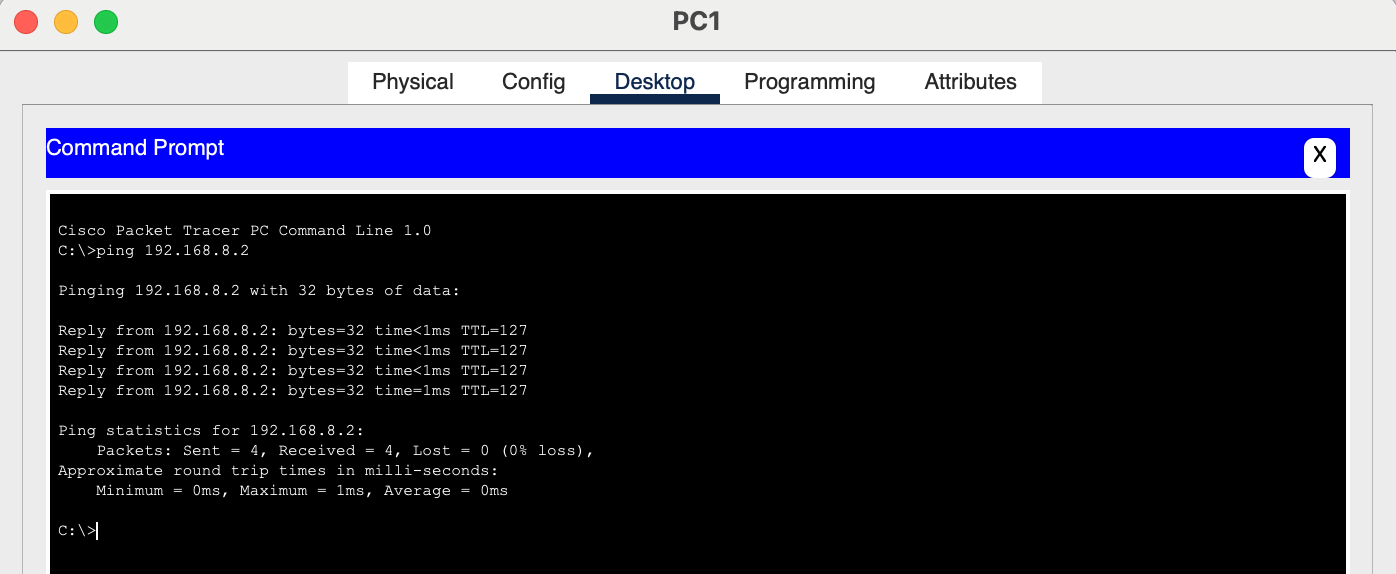 PC1
Physical Config Desktop Programming Attributes
Command Prompt
X
Cisco Packet Tracer PC Command Line 1.0
C:\>ping 192.168.8.2
Pinging 192.168.8.2 with 32 bytes of data:
Reply from 192.168.8.2: bytes=32 time<1ms TTL=127
Reply from 192.168.8.2: bytes=32 time<1ms TTL=127
Reply from 192.168.8.2: bytes=32 time<1ms TTL=127
Reply from 192.168.8.2: bytes=32 time=1ms TTL=127
Ping statistics for 192.168.8.2:
    Packets: Sent = 4, Received = 4, Lost = 0 (0% loss),
Approximate round trip times in milli-seconds:
    Minimum = 0ms, Maximum = 1ms, Average = 0ms
C:\>